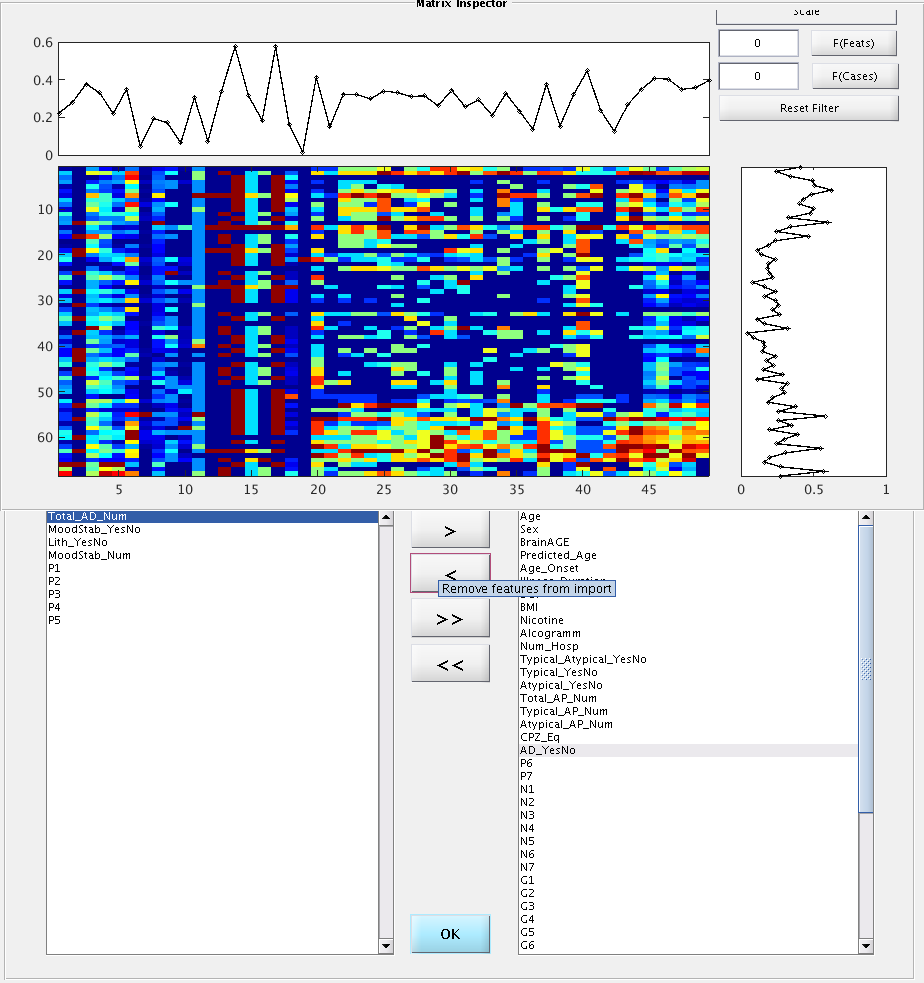 Matrix Inspector
Scale
0 F(Feats)
0 F(Cases)
Reset Filter
0.6
0.4
0.2
0
10
20
30
40
50
60
5 10 15 20 25 30 35 40 45
0 0.5 1
Total_AD_Num
MoodStab_YesNo
Lith_YesNo
MoodStab_Num
P1
P2
P3
P4
P5
>
<
Remove features from import
>>
<<
OK
Age
Sex
BrainAGE
Predicted_Age
Age_Onset
BMI
Nicotine
Alcogramm
Num_Hosp
Typical_Atypical_YesNo
Typical_YesNo
Atypical_YesNo
Total_AP_Num
Typical_AP_Num
Atypical_AP_Num
CPZ_Eq
AD_YesNo
P6
P7
N1
N2
N3
N4
N5
N6
N7
G1
G2
G3
G4
G5
G6